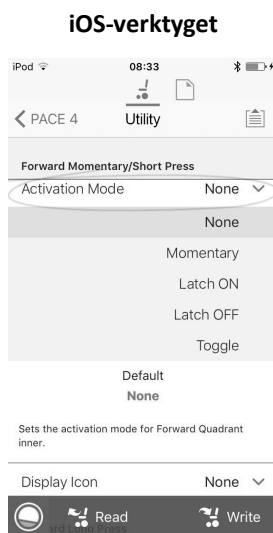 iOS-verktyget
iPod 08:33
PACE 4 Utility
Forward Momentary/Short Press
Activation Mode None
None
Momentary
Latch ON
Latch OFF
Toggle
Default
None
Sets the activation mode for Forward Quadrant
inner.
Display Icon None
Read Write